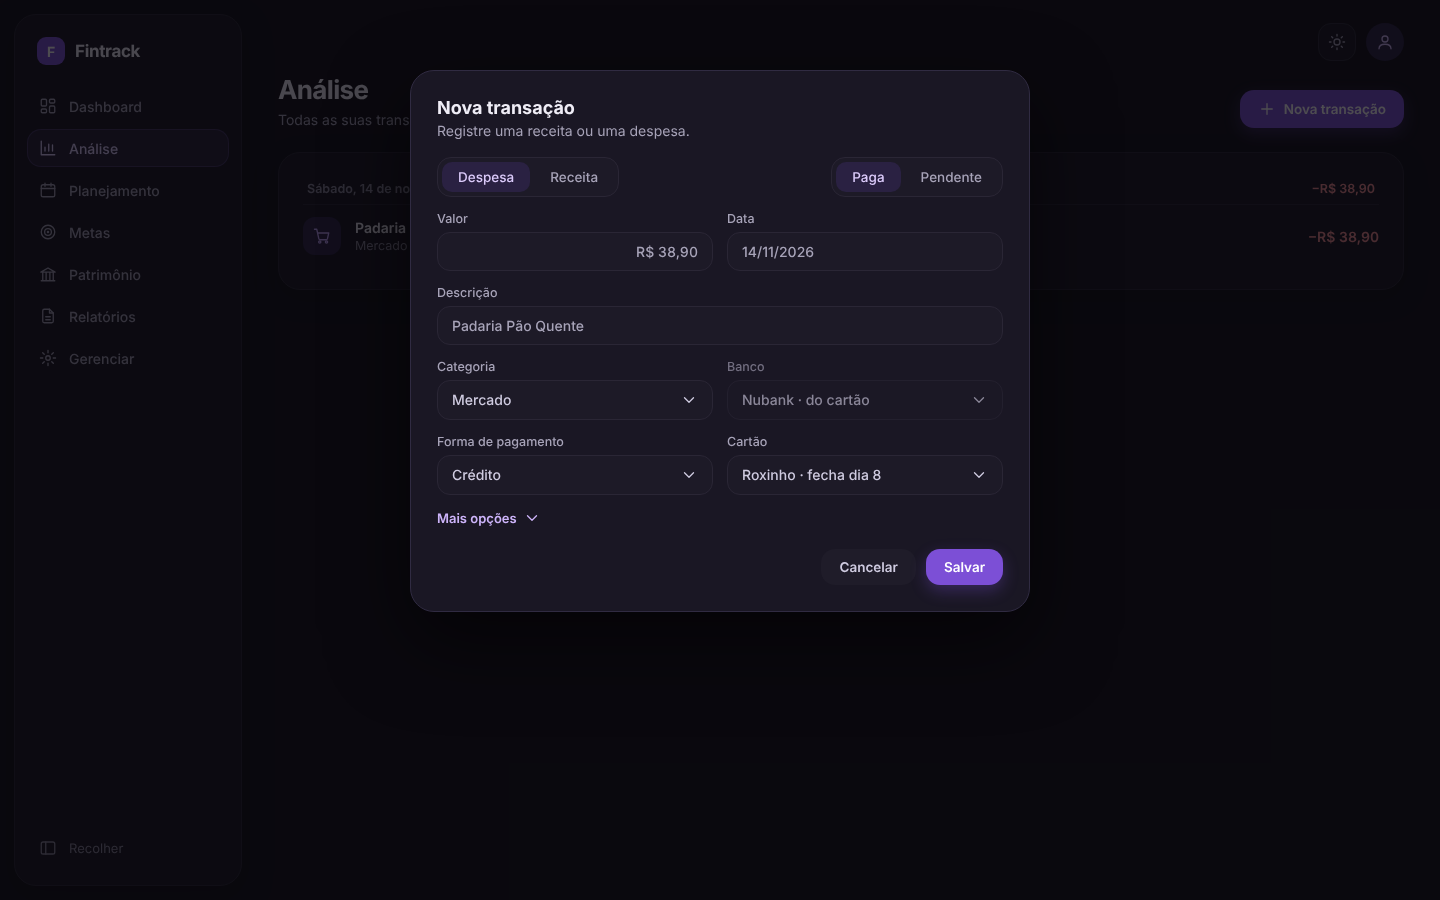 F Fintrack
Dashboard
Análise
Planejamento
Metas
Patrimônio
Relatórios
Gerenciar
Recolher
Análise
Todas as suas trans
Nova transação
Sábado, 14 de no
−R$ 38,90
Padaria
Mercado
−R$ 38,90
Nova transação
Registre uma receita ou uma despesa.
Despesa Receita Paga Pendente
Valor Data
R$ 38,90 14/11/2026
Descrição
Padaria Pão Quente
Categoria Banco
Mercado Nubank · do cartão
Forma de pagamento Cartão
Crédito Roxinho · fecha dia 8
Mais opções
Cancelar Salvar